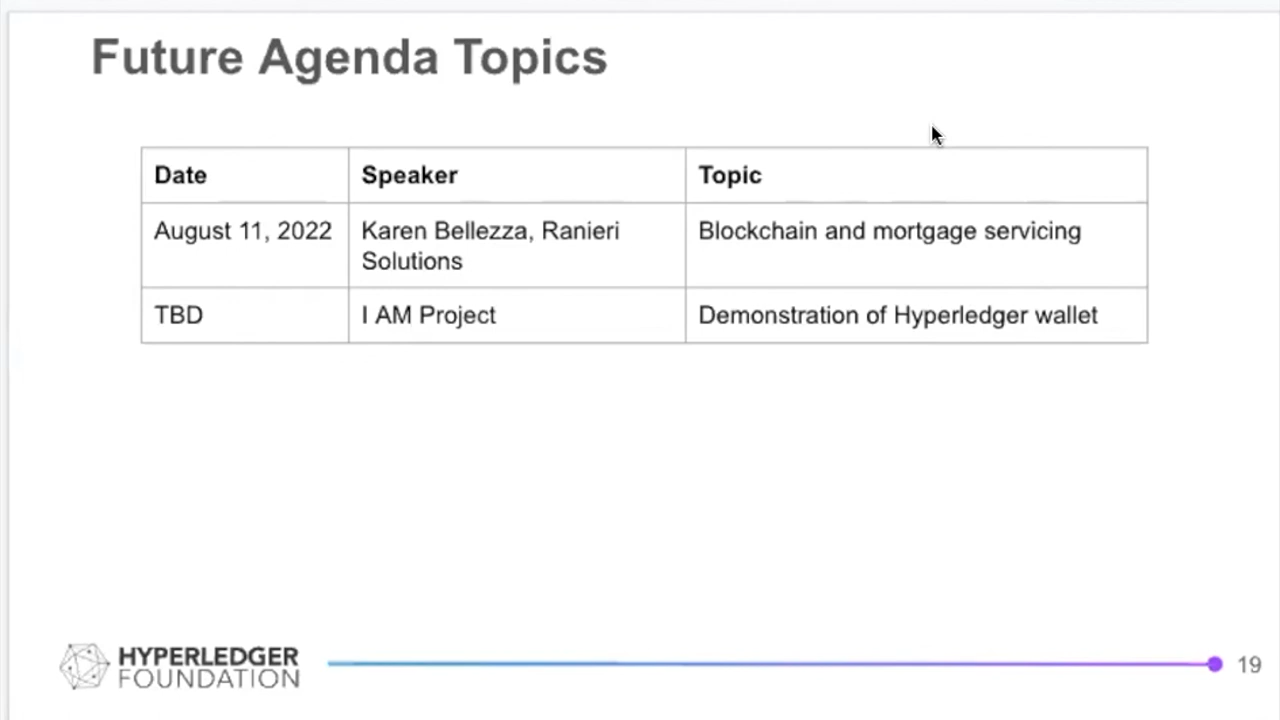 Future Agenda Topics
Date
Speaker
Topic
August 11, 2022
Karen Bellezza, Ranieri
Solutions
Blockchain and mortgage servicing
TBD
I AM Project
Demonstration of Hyperledger wallet
HYPERLEDGER
FOUNDATION
19